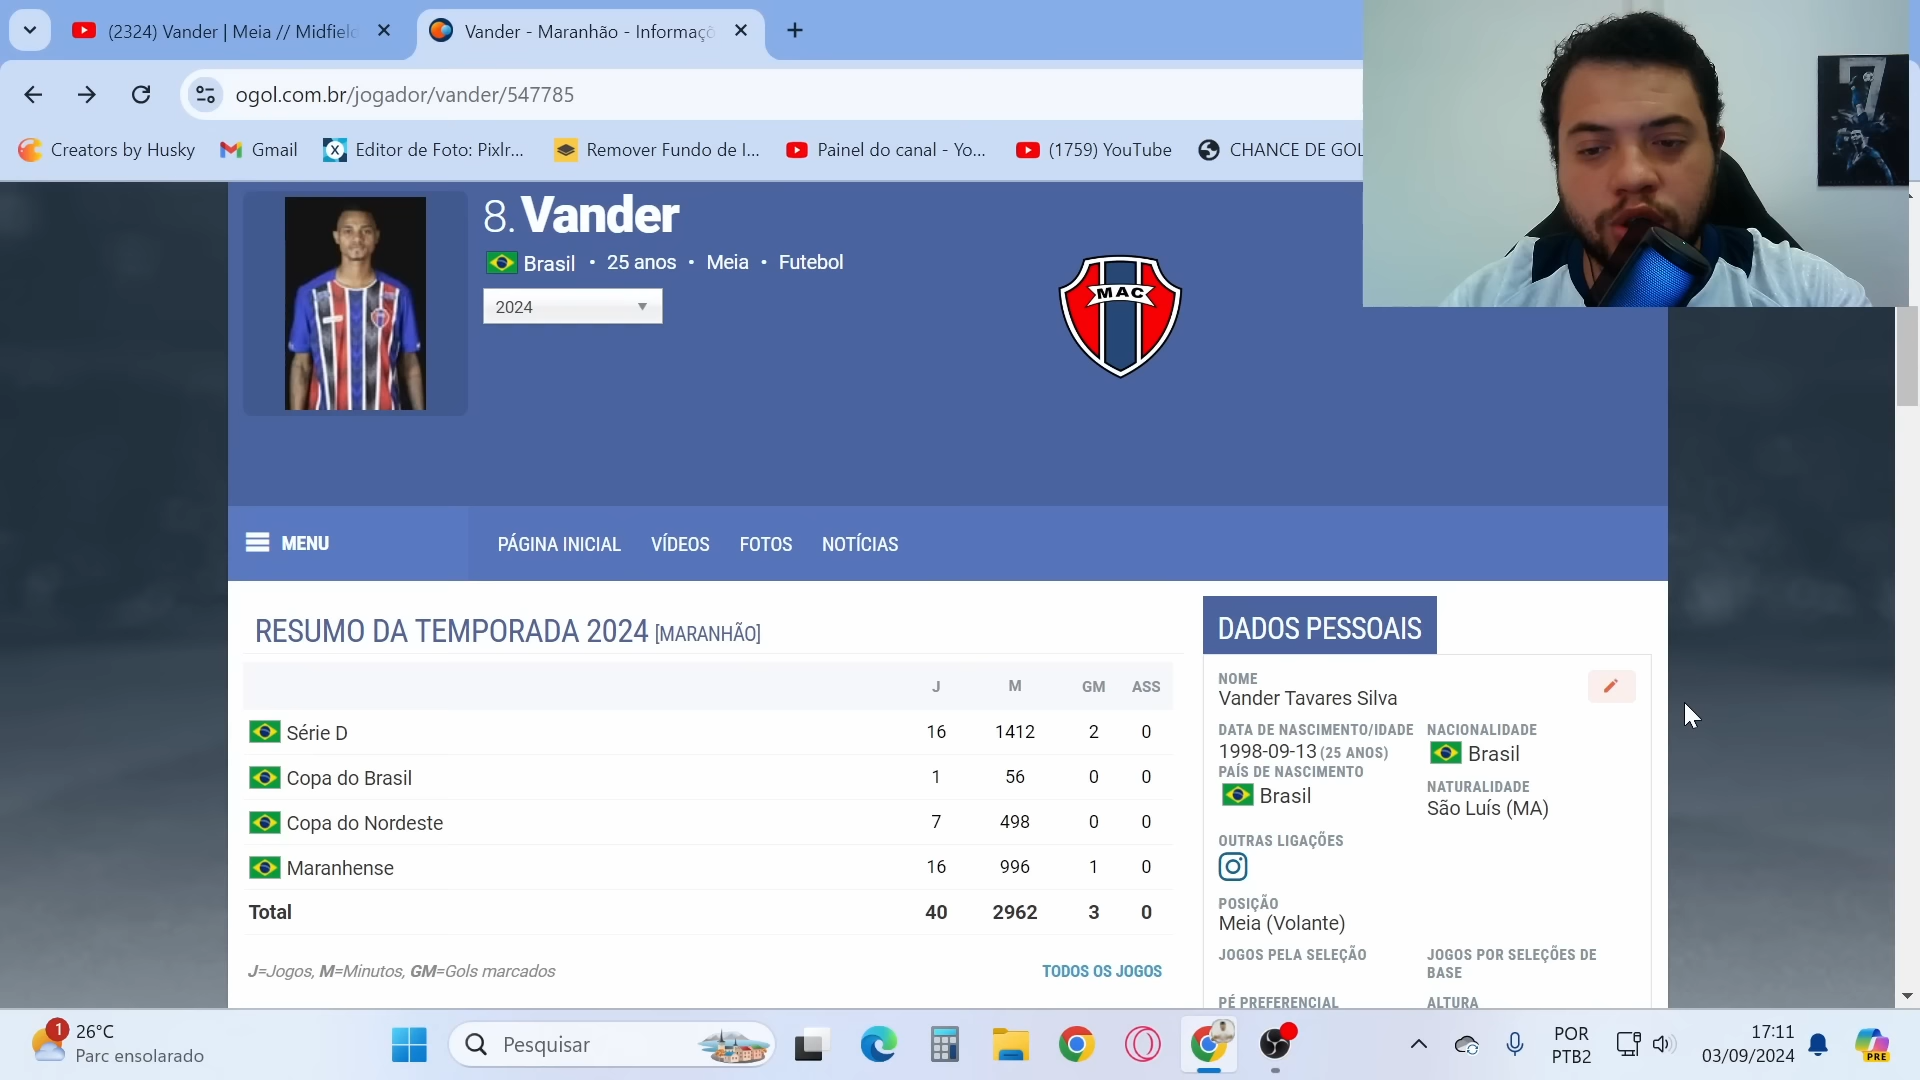 (2324) Vander | Meia // Midfiel
Vander - Maranhão - Informaç
ogol.com.br/jogador/vander/547785
Creators by Husky
Gmail
Editor de Foto: Pixlr...
Remover Fundo de I...
Painel do canal - Yo...
(1759) YouTube
CHANCE DE GOL
7
8. Vander
Brasil • 25 anos • Meia • Futebol
2024
MAC
MENU
PÁGINA INICIAL
VÍDEOS
FOTOS
NOTÍCIAS
RESUMO DA TEMPORADA 2024 [MARANHÃO]
J M GM ASS
Série D 16 1412 2 0
Copa do Brasil 1 56 0 0
Copa do Nordeste 7 498 0 0
Maranhense 16 996 1 0
Total 40 2962 3 0
J=Jogos, M=Minutos, GM=Gols marcados
TODOS OS JOGOS
DADOS PESSOAIS
NOME
Vander Tavares Silva
DATA DE NASCIMENTO/IDADE
1998-09-13 (25 ANOS)
NACIONALIDADE
Brasil
PAÍS DE NASCIMENTO
Brasil
NATURALIDADE
São Luís (MA)
OUTRAS LIGAÇÕES
POSIÇÃO
Meia (Volante)
JOGOS PELA SELEÇÃO
JOGOS POR SELEÇÕES DE
BASE
PÉ PREFERENCIAL
ALTURA
1
26°C
Parc ensolarado
Pesquisar
POR
PTB2
17:11
03/09/2024
PRE